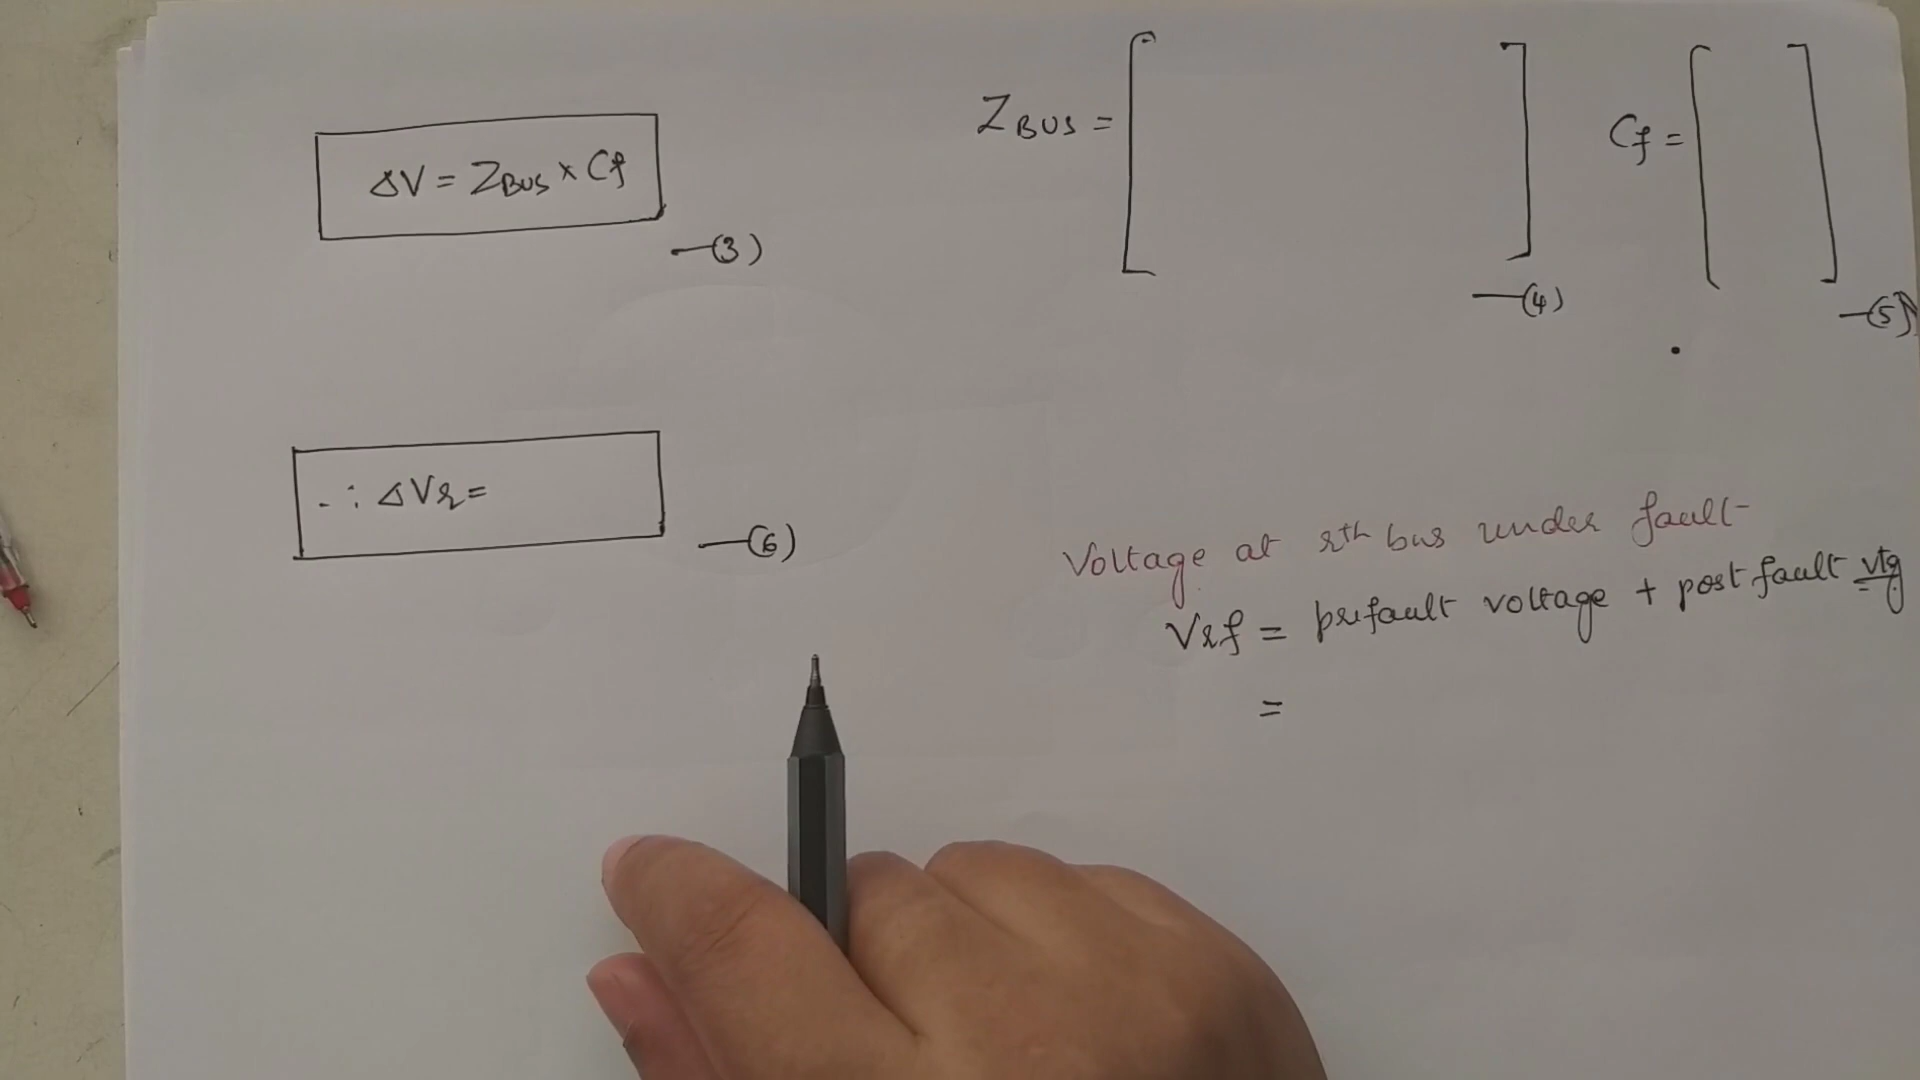 ΔV = ZBUS × Cf
—(3)
ZBUS =
—(4)
Cf =
—(5)
∴ ΔVr =
—(6)
Voltage at rth bus under fault
Vrf = prefault voltage + post fault vtg
=